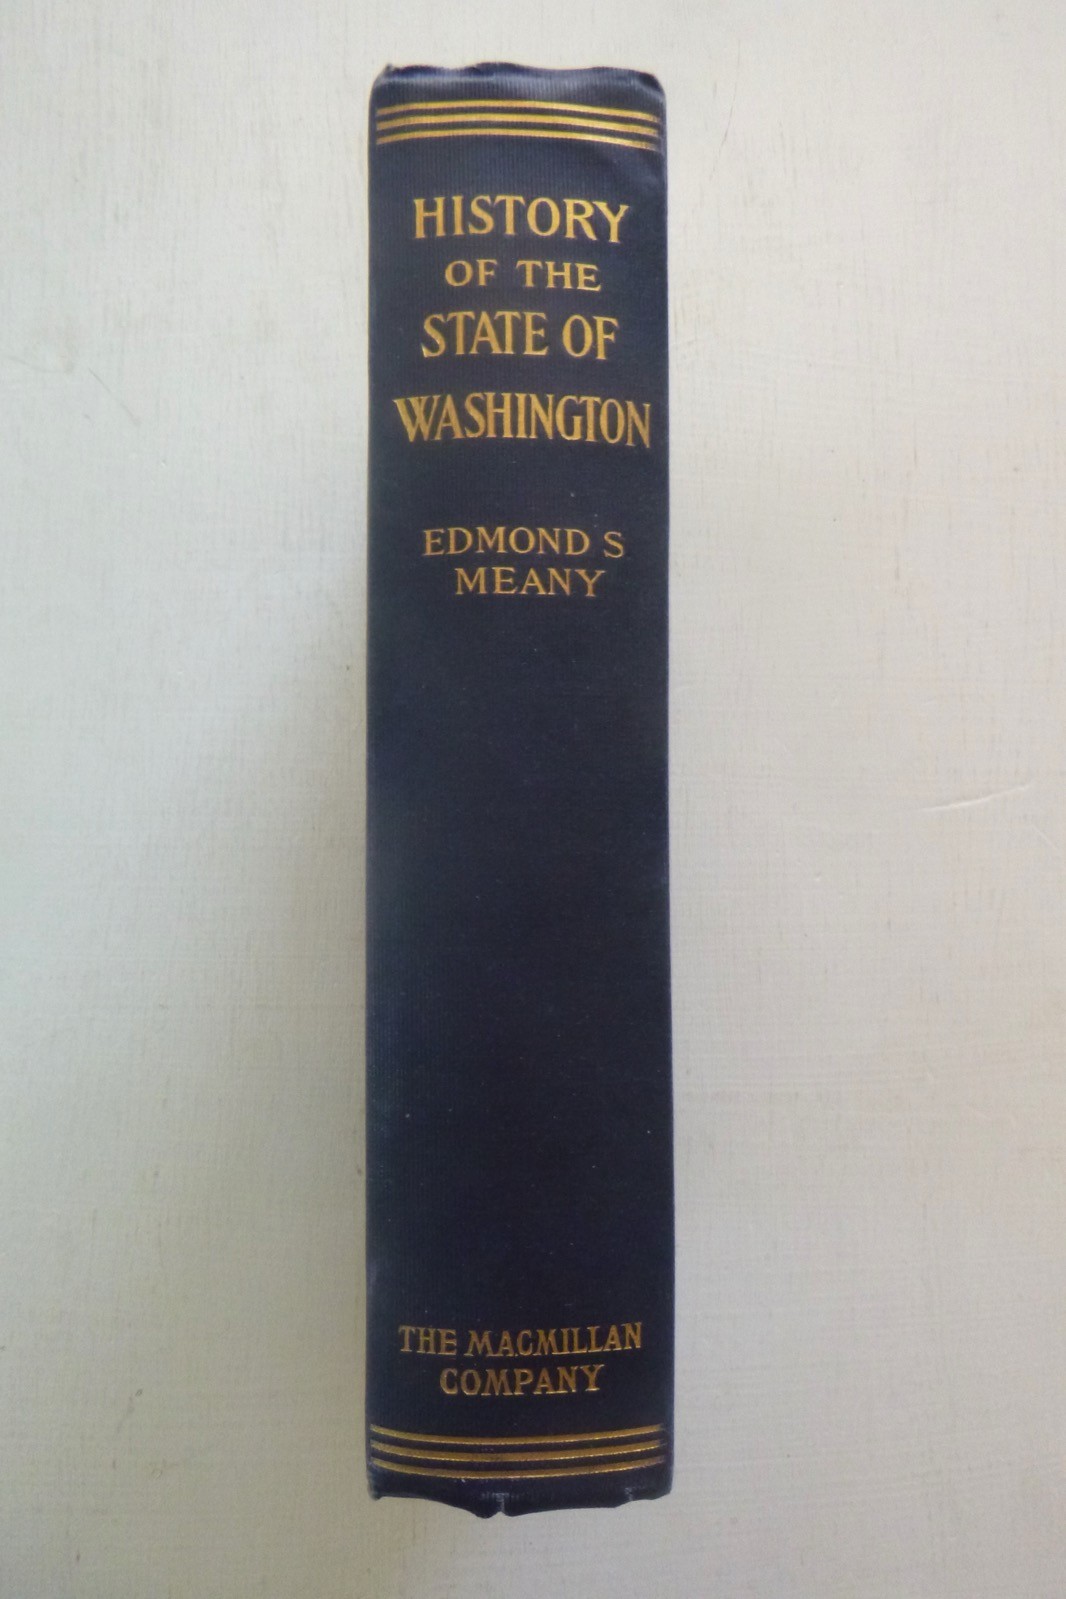 HISTORY
OF THE
STATE OF
WASHINGTON
EDMOND S
MEANY
THE MACMILLAN
COMPANY